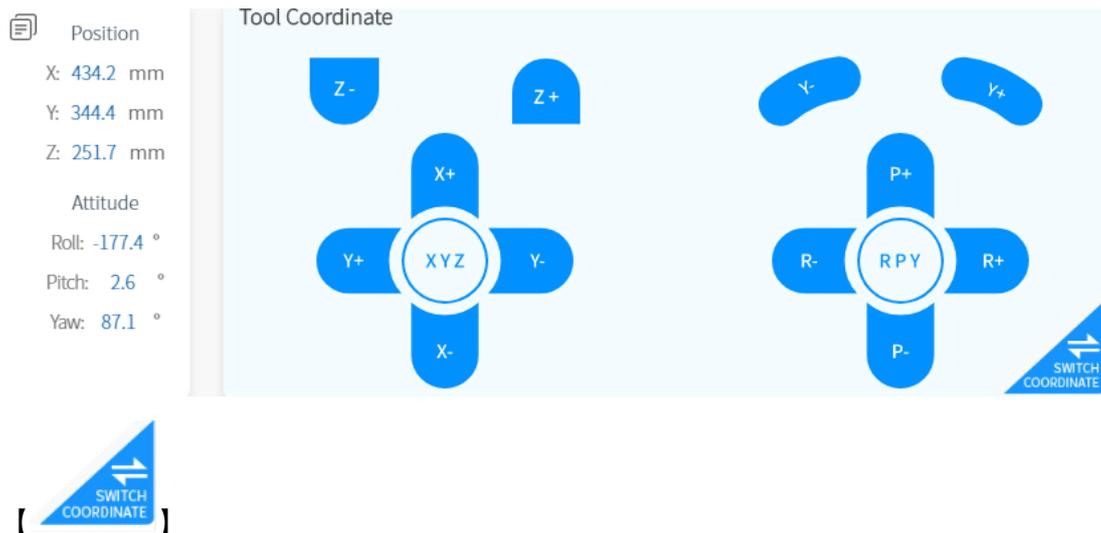 Position
X: 434.2 mm
Y: 344.4 mm
Z: 251.7 mm
Attitude
Roll: -177.4 °
Pitch: 2.6 °
Yaw: 87.1 °
Tool Coordinate
Z -
Z +
X+
Y+
XYZ
Y-
X-
Y-
Y+
P+
R-
RPY
R+
P-
SWITCH
COORDINATE
【
SWITCH
COORDINATE
】